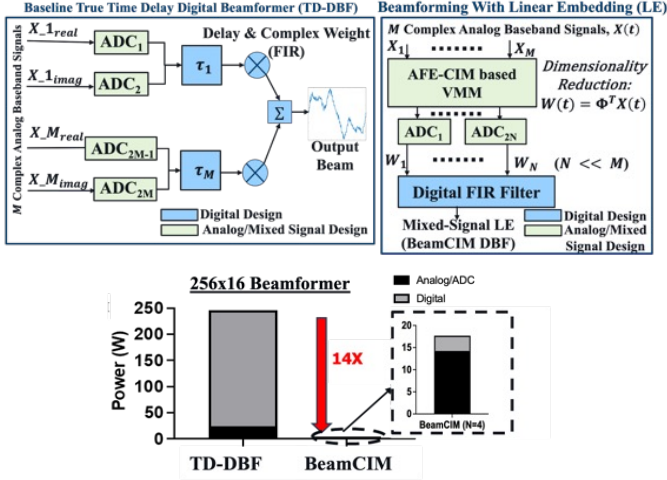 Baseline True Time Delay Digital Beamformer (TD-DBF)
M Complex Analog Baseband Signals
X_1real
ADC1
X_1imag
ADC2
τ1
Delay & Complex Weight
(FIR)
Σ
Output
Beam
X_Mreal
ADC2M-1
X_Mimag
ADC2M
τM
Digital Design
Analog/Mixed Signal Design
Beamforming With Linear Embedding (LE)
M Complex Analog Baseband Signals, X(t)
X1
XM
AFE-CIM based
VMM
Dimensionality
Reduction:
W(t) = Φ^T X(t)
ADC1
ADC2N
W1
WN
(N << M)
Digital FIR Filter
Mixed-Signal LE
(BeamCIM DBF)
Digital Design
Analog/Mixed
Signal Design
256x16 Beamformer
Analog/ADC
Digital
Power (W)
250
200
150
100
50
0
14X
TD-DBF
BeamCIM
20
15
10
5
0
BeamCIM (N=4)